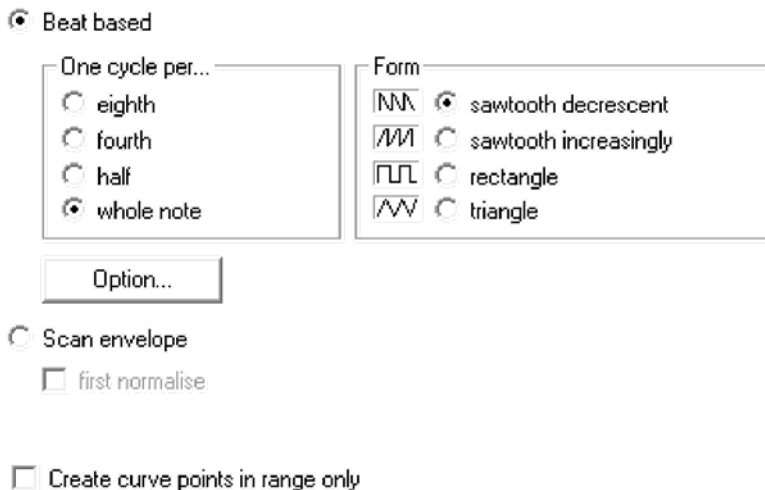 Beat based
One cycle per...
eighth
fourth
half
whole note
Form
sawtooth decrescent
sawtooth increasingly
rectangle
triangle
Option...
Scan envelope
first normalise
Create curve points in range only